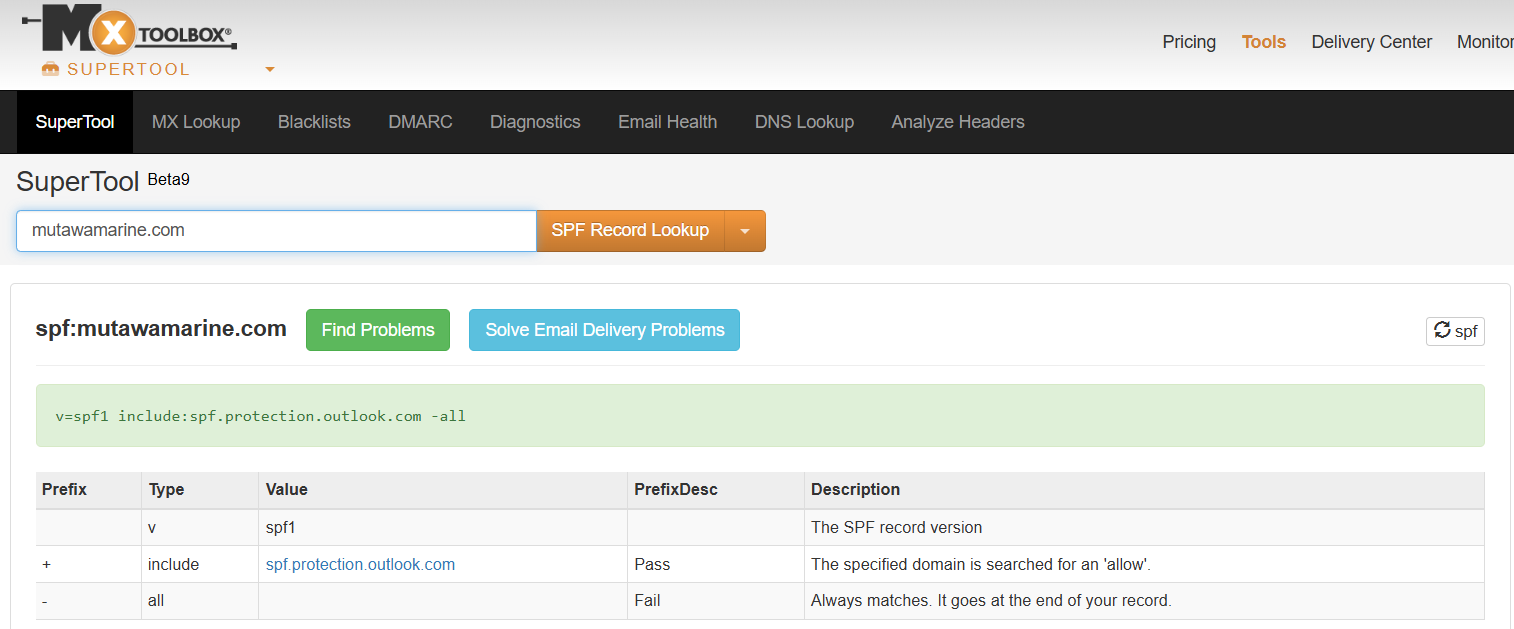 MX TOOLBOX®
SUPERTOOL
Pricing Tools Delivery Center Monitor
SuperTool MX Lookup Blacklists DMARC Diagnostics Email Health DNS Lookup Analyze Headers
SuperTool Beta9
mutawamarine.com SPF Record Lookup
spf:mutawamarine.com Find Problems Solve Email Delivery Problems spf
v=spf1 include:spf.protection.outlook.com -all
Prefix Type Value PrefixDesc Description
v spf1 The SPF record version
+ include spf.protection.outlook.com Pass The specified domain is searched for an 'allow'.
- all Fail Always matches. It goes at the end of your record.